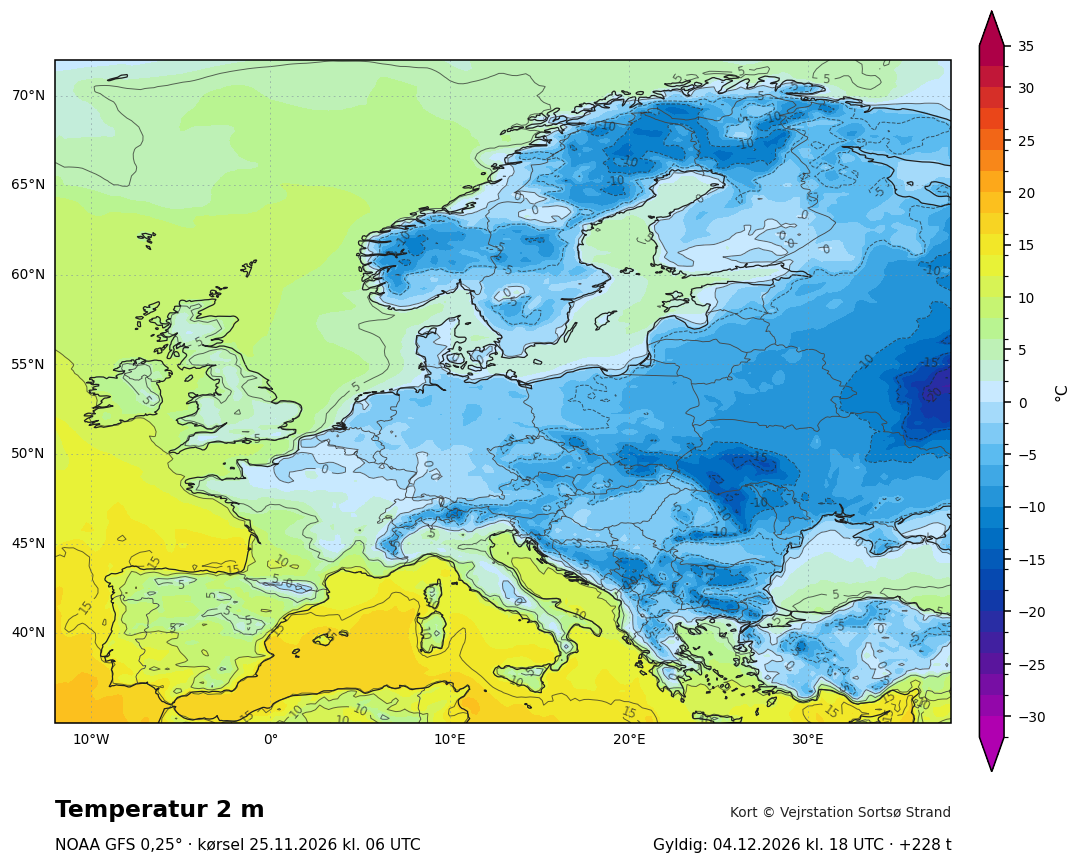 70°N
65°N
60°N
55°N
50°N
45°N
40°N
10°W
0°
10°E
20°E
30°E
35
30
25
20
15
10
5
0
−5
−10
−15
−20
−25
−30
°C
Temperatur 2 m
Kort © Vejrstation Sortsø Strand
NOAA GFS 0,25° · kørsel 25.11.2026 kl. 06 UTC
Gyldig: 04.12.2026 kl. 18 UTC · +228 t